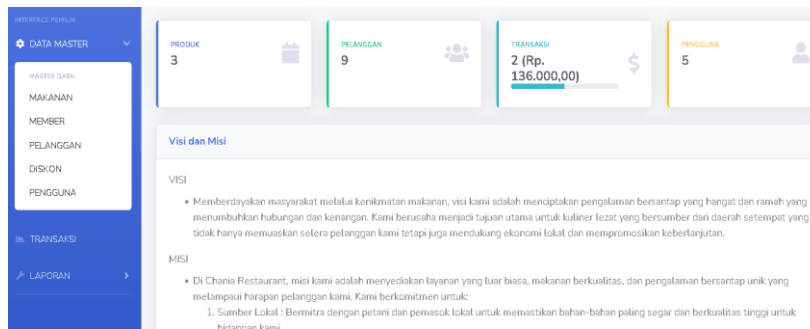 INTERFACE PEMILIK
DATA MASTER
MASTER DATA:
MAKANAN
MEMBER
PELANGGAN
DISKON
PENGGUNA
TRANSAKSI
LAPORAN
PRODUK
3
PELANGGAN
9
TRANSAKSI
2 (Rp.
136.000,00)
PENGGUNA
5
Visi dan Misi
VISI
Memberdayakan masyarakat melalui kenikmatan makanan, visi kami adalah menciptakan pengalaman bersantap yang hangat dan ramah yang
menumbuhkan hubungan dan kenangan. Kami berusaha menjadi tujuan utama untuk kuliner lezat yang bersumber dari daerah setempat yang
tidak hanya memuaskan selera pelanggan kami tetapi juga mendukung ekonomi lokal dan mempromosikan keberlanjutan.
MISI
Di Chania Restaurant, misi kami adalah menyediakan layanan yang luar biasa, makanan berkualitas, dan pengalaman bersantap unik yang
melampaui harapan pelanggan kami. Kami berkomitmen untuk:
1. Sumber Lokal : Bermitra dengan petani dan pemasok lokal untuk memastikan bahan-bahan paling segar dan berkualitas tinggi untuk
hidangan kami